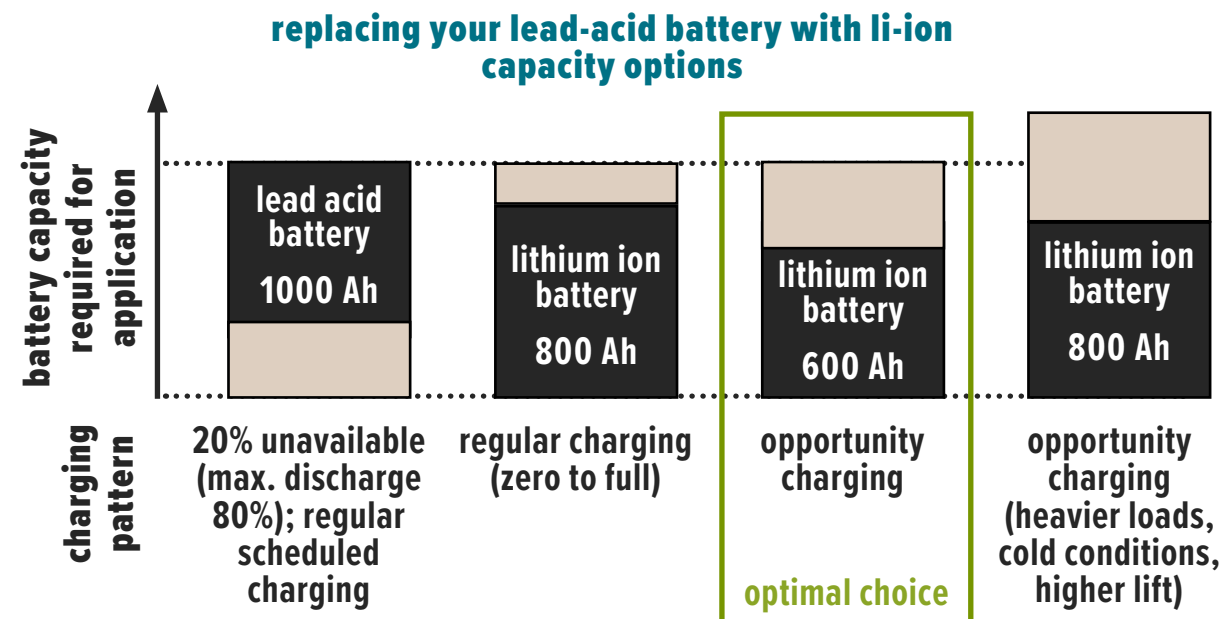 replacing your lead-acid battery with li-ion
capacity options
battery capacity
required for
application
lead acid
battery
1000 Ah
lithium ion
battery
800 Ah
lithium ion
battery
600 Ah
lithium ion
battery
800 Ah
charging
pattern
20% unavailable
(max. discharge
80%); regular
scheduled
charging
regular charging
(zero to full)
opportunity
charging
optimal choice
opportunity
charging
(heavier loads,
cold conditions,
higher lift)